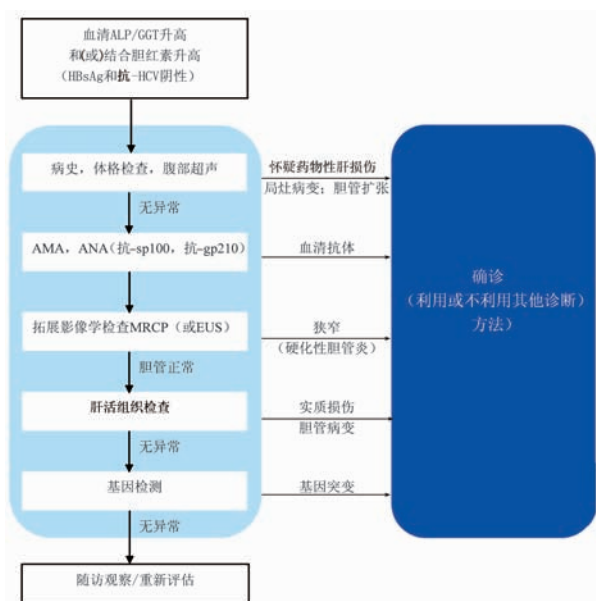 血清ALP/GGT升高
和(或)结合胆红素升高
(HBsAg和抗-HCV阴性)
病史，体格检查，腹部超声
怀疑药物性肝损伤
局灶病变；胆管扩张
无异常
AMA，ANA(抗-sp100，抗-gp210)
血清抗体
确诊
(利用或不利用其他诊断)
方法)
拓展影像学检查MRCP（或EUS）
狭窄
(硬化性胆管炎)
胆管正常
肝活组织检查
实质损伤
胆管病变
无异常
基因检测
基因突变
无异常
随访观察/重新评估